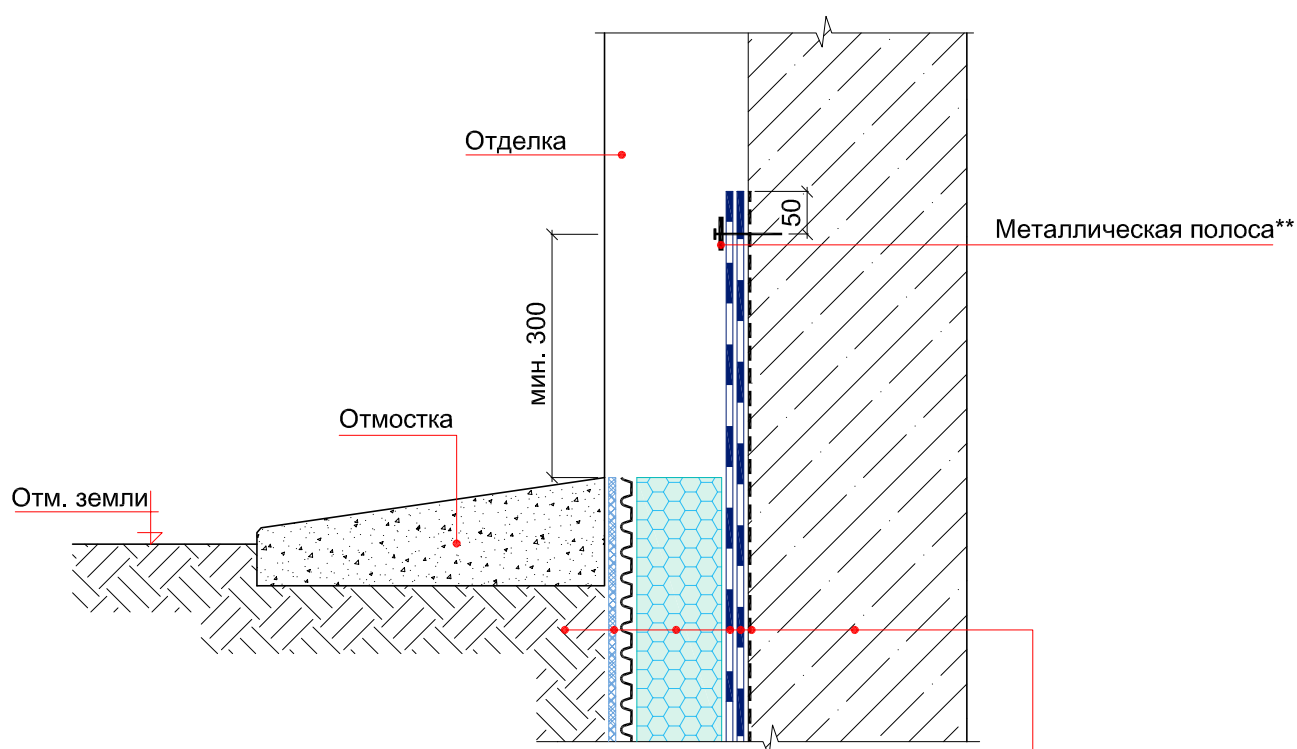 Отделка
50
Металлическая полоса**
мин. 300
Отмостка
Отм. земли